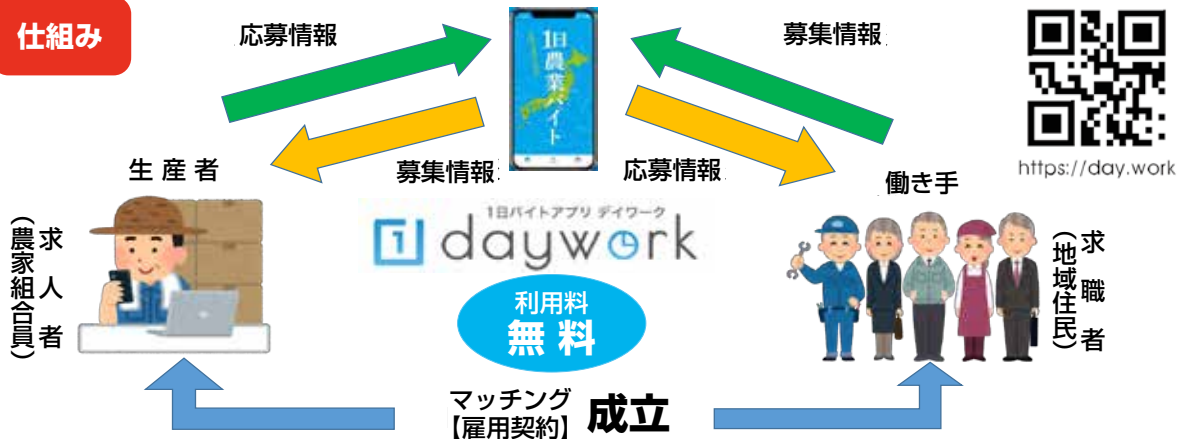 仕組み
応募情報
募集情報
1日農業バイト
https://day.work
生産者
募集情報
応募情報
働き手
1日バイトアプリ デイワーク
1 daywork
求人者
(農家組合員)
求職者
(地域住民)
利用料
無料
マッチング
【雇用契約】
成立